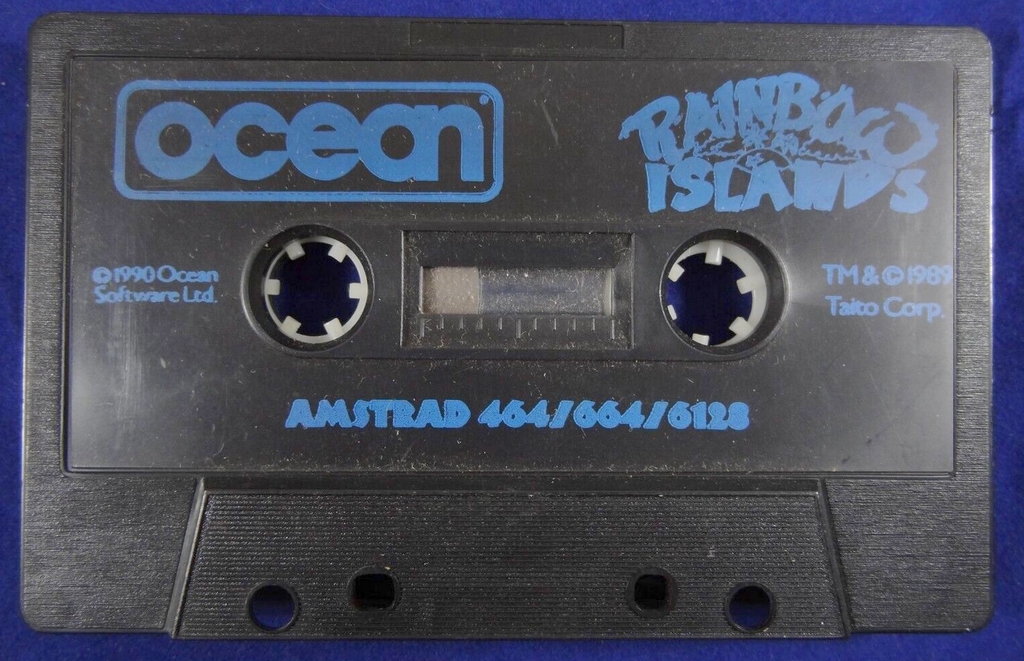 ocean
RAINBOW
ISLANDS
©1990 Ocean
Software Ltd.
TM & ©1989
Taito Corp.
AMSTRAD 464/664/6128